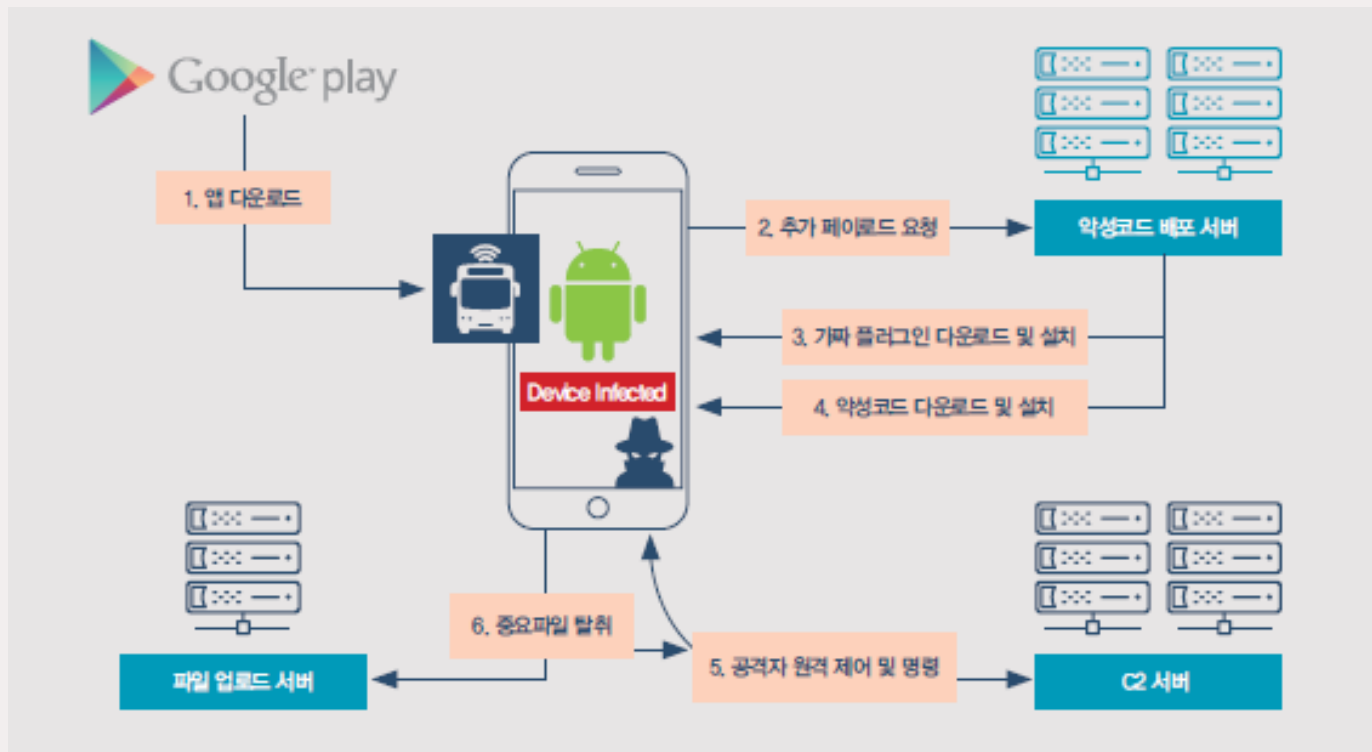 Google play
1. 앱 다운로드
2. 추가 페이로드 요청
악성코드 배포 서버
3. 가짜 플러그인 다운로드 및 설치
Device Infected
4. 악성코드 다운로드 및 설치
6. 중요파일 탈취
5. 공격자 원격 제어 및 명령
파일 업로드 서버
C2 서버